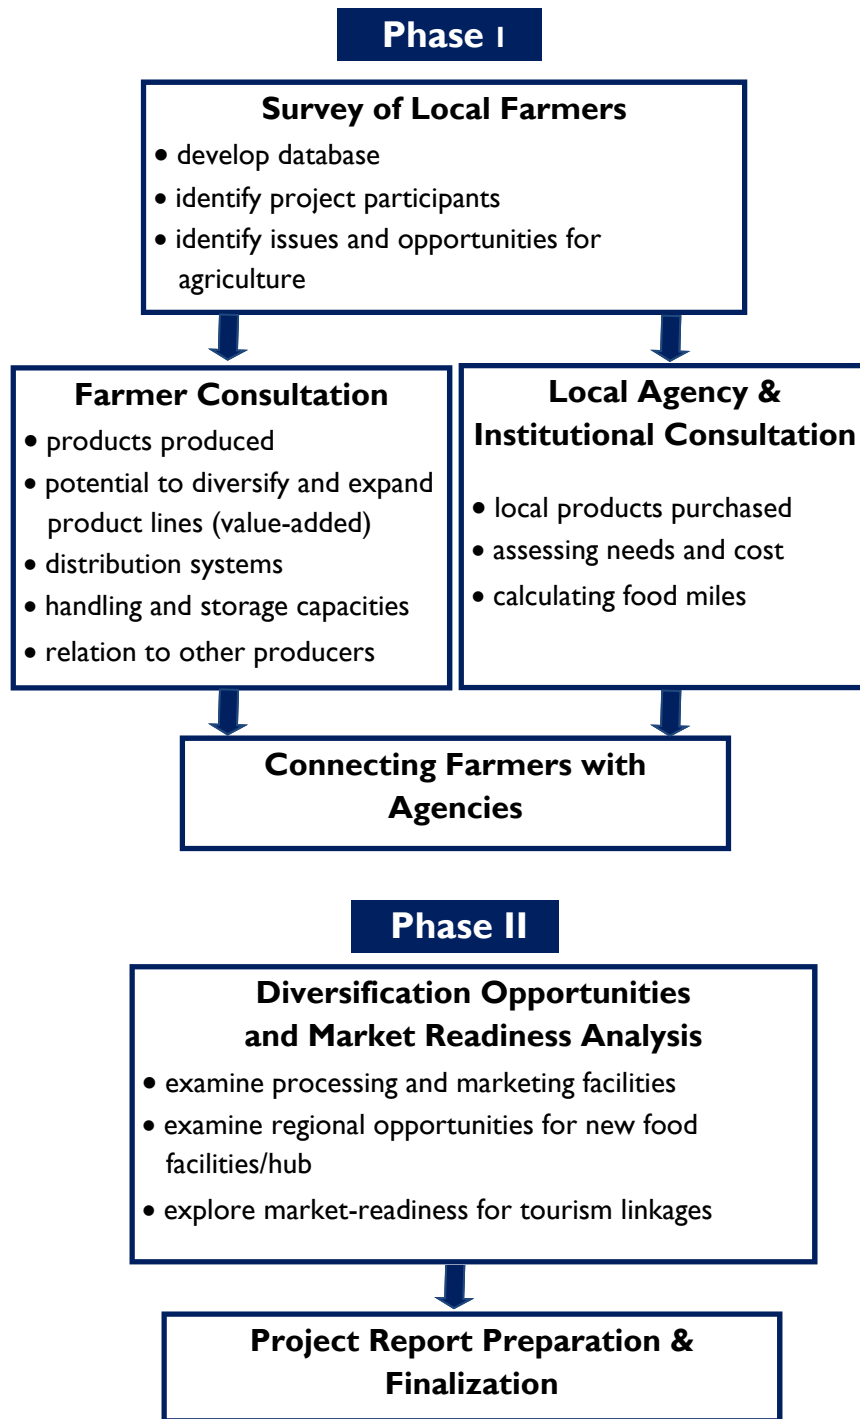 Phase I
Survey of Local Farmers
• develop database
• identify project participants
• identify issues and opportunities for
agriculture
Farmer Consultation
• products produced
• potential to diversify and expand
product lines (value-added)
• distribution systems
• handling and storage capacities
• relation to other producers
Local Agency &
Institutional Consultation
• local products purchased
• assessing needs and cost
• calculating food miles
Connecting Farmers with
Agencies
Phase II
Diversification Opportunities
and Market Readiness Analysis
• examine processing and marketing facilities
• examine regional opportunities for new food
facilities/hub
• explore market-readiness for tourism linkages
Project Report Preparation &
Finalization